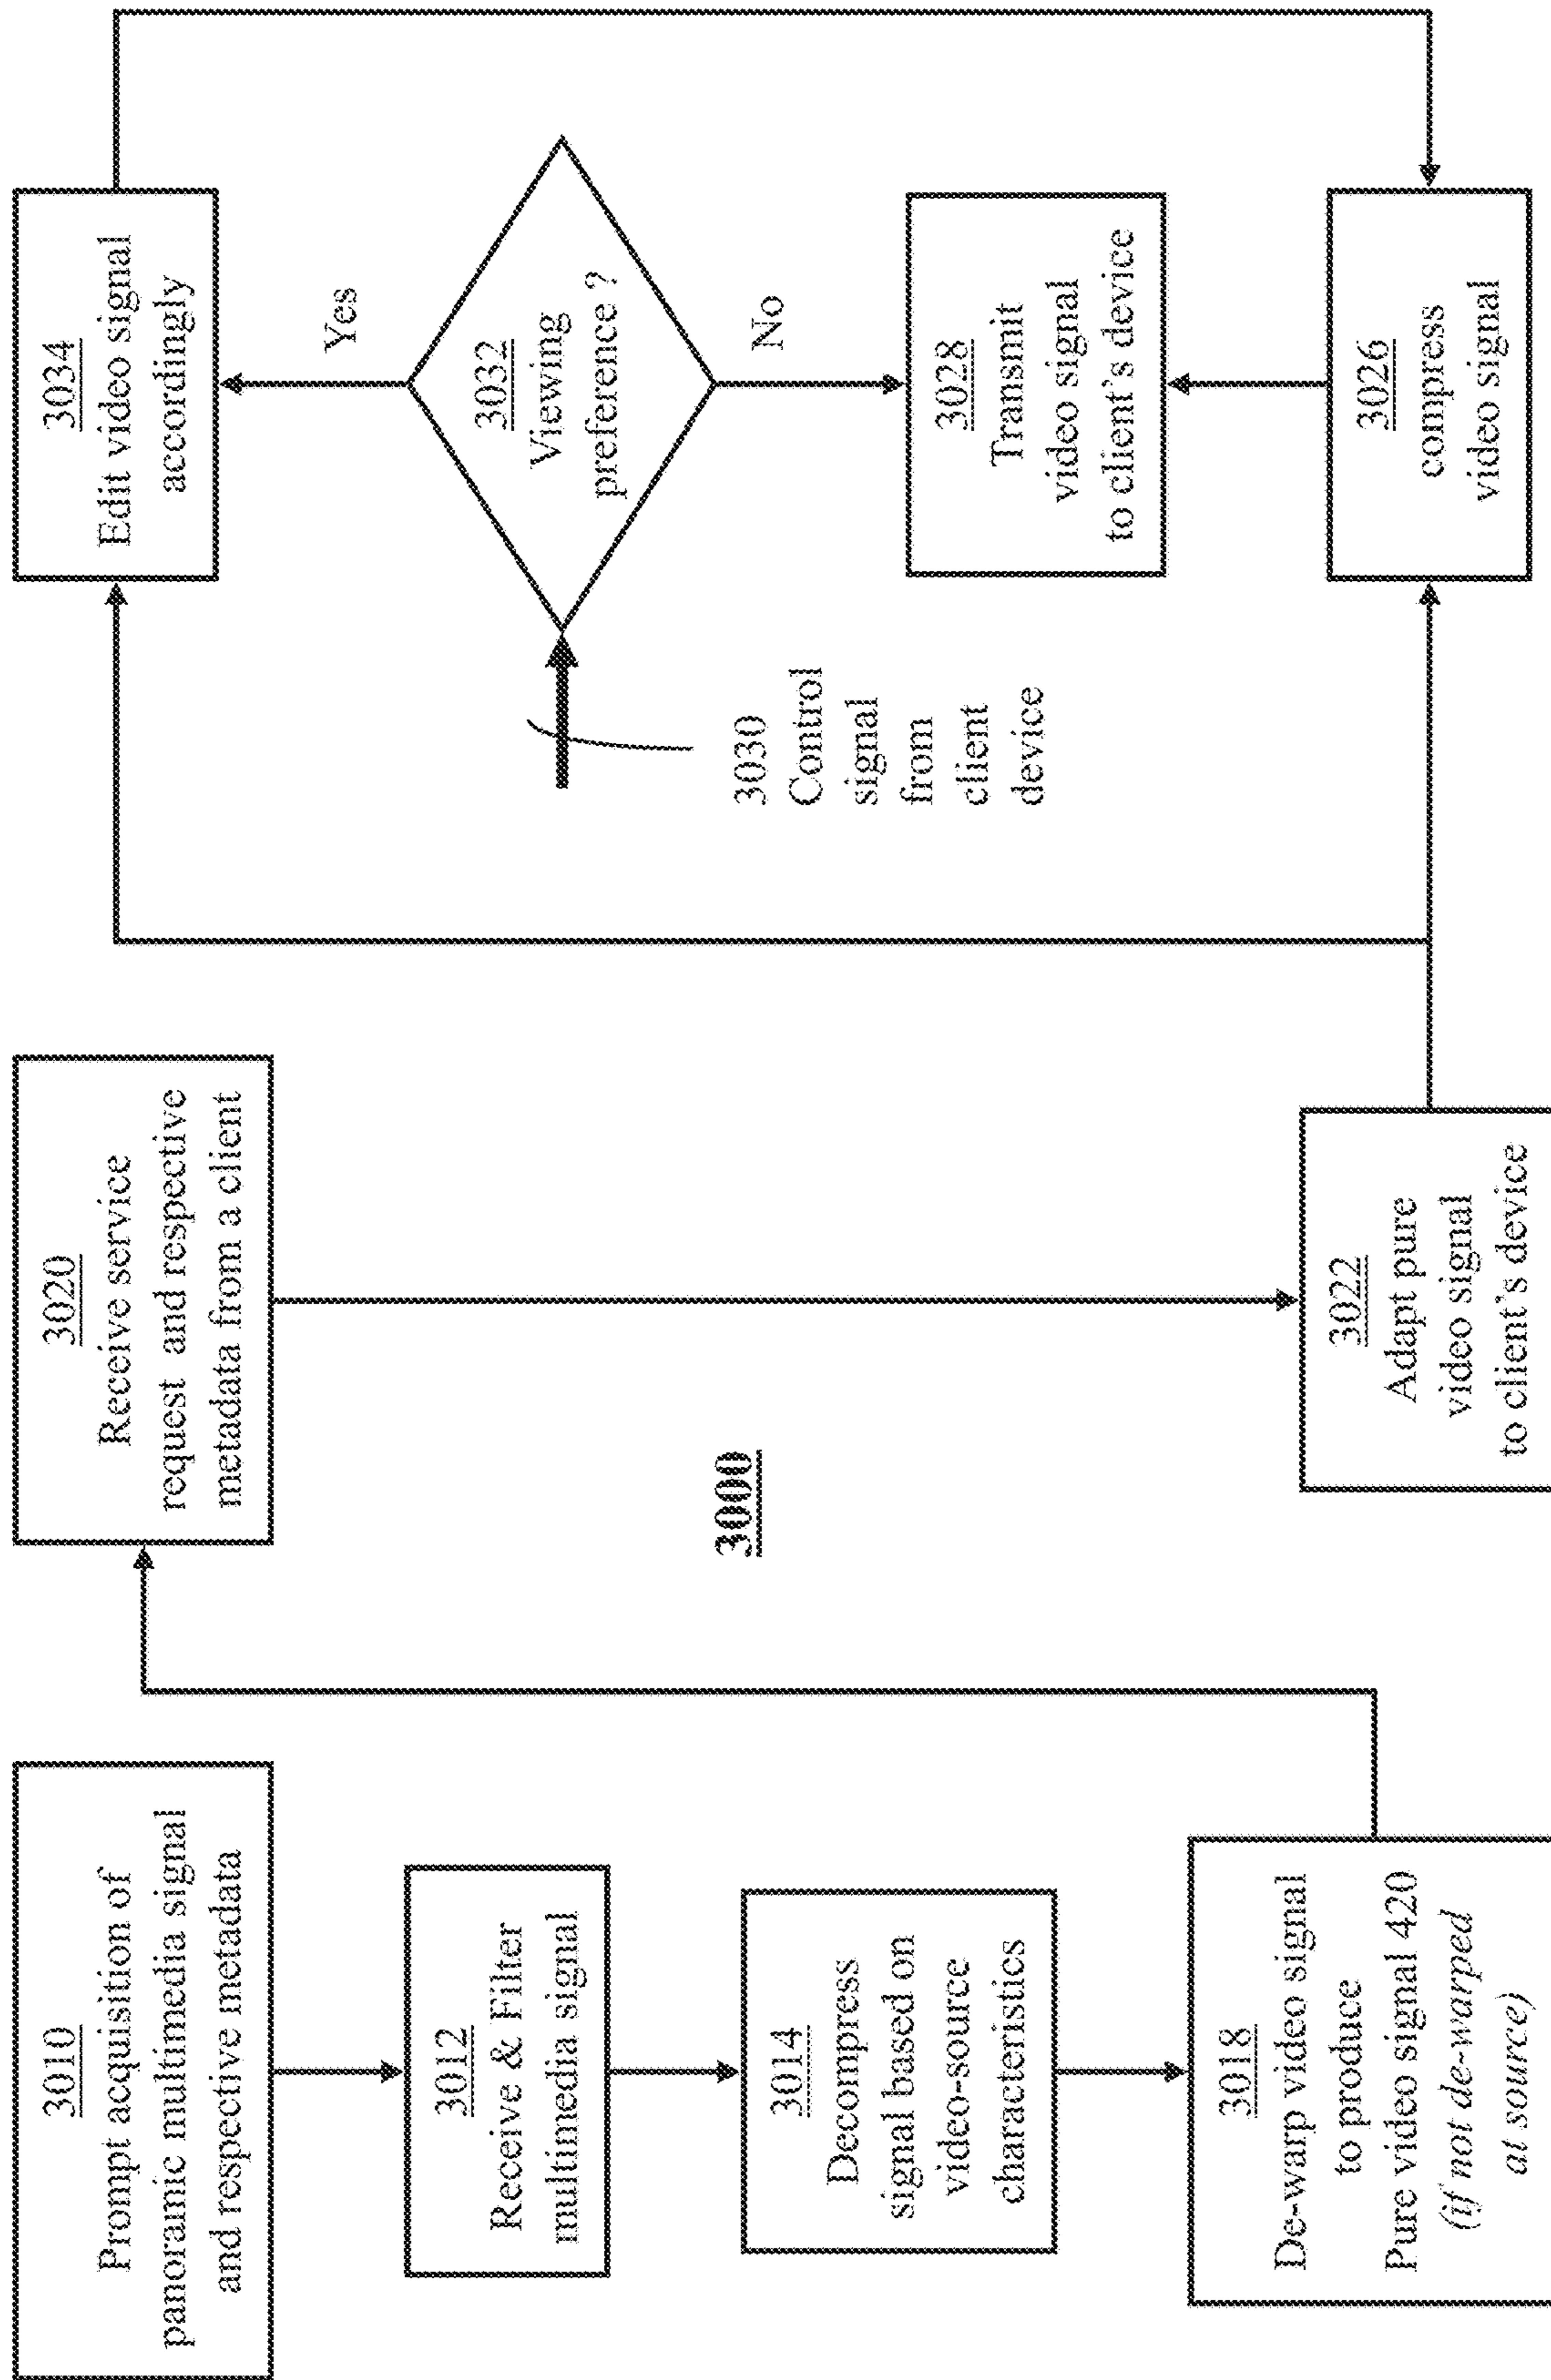 3010
Prompt acquisition of
panoramic multimedia signal
and respective metadata
3012
Receive & Filter
multimedia signal
3014
Decompress
signal based on
video-source
characteristics
3018
De-warp video signal
to produce
Pure video signal 420
(if not de-warped
at source)
3020
Receive service
request and respective
metadata from a client
3000
3022
Adapt pure
video signal
to client's device
3034
Edit video signal
accordingly
Yes
3032
Viewing
preference ?
3030
Control
signal
from
client
device
No
3028
Transmit
video signal
to client's device
3026
compress
video signal